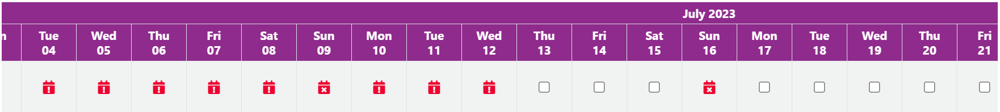 July 2023
n Tue Wed Thu Fri Sat Sun Mon Tue Wed Thu Fri Sat Sun Mon Tue Wed Thu Fri
04 05 06 07 08 09 10 11 12 13 14 15 16 17 18 19 20 21